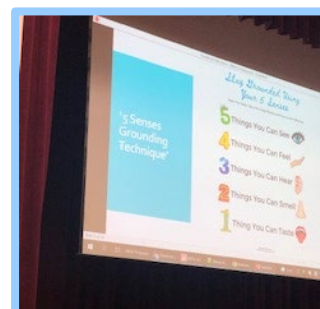 '5 Senses
Grounding
Technique'
Stay Grounded Using
Your 5 Senses
5 Things You Can See
4 Things You Can Feel
3 Things You Can Hear
2 Things You Can Smell
1 Thing You Can Taste